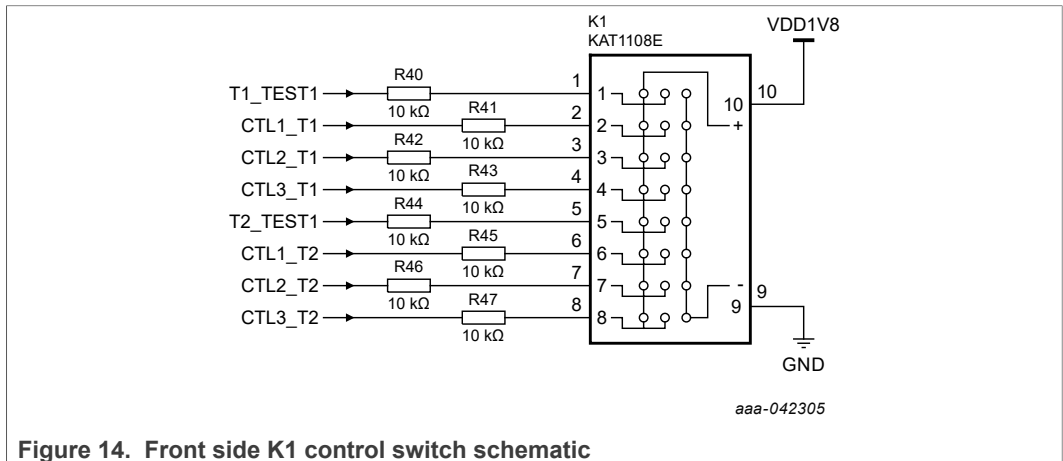 K1
KAT1108E
VDD1V8
T1_TEST1
R40
10 kΩ
1
1
CTL1_T1
R41
10 kΩ
2
2
CTL2_T1
R42
10 kΩ
3
3
CTL3_T1
R43
10 kΩ
4
4
T2_TEST1
R44
10 kΩ
5
5
CTL1_T2
R45
10 kΩ
6
6
CTL2_T2
R46
10 kΩ
7
7
CTL3_T2
R47
10 kΩ
8
8
10
10
+
-
9
9
GND
aaa-042305
Figure 14. Front side K1 control switch schematic